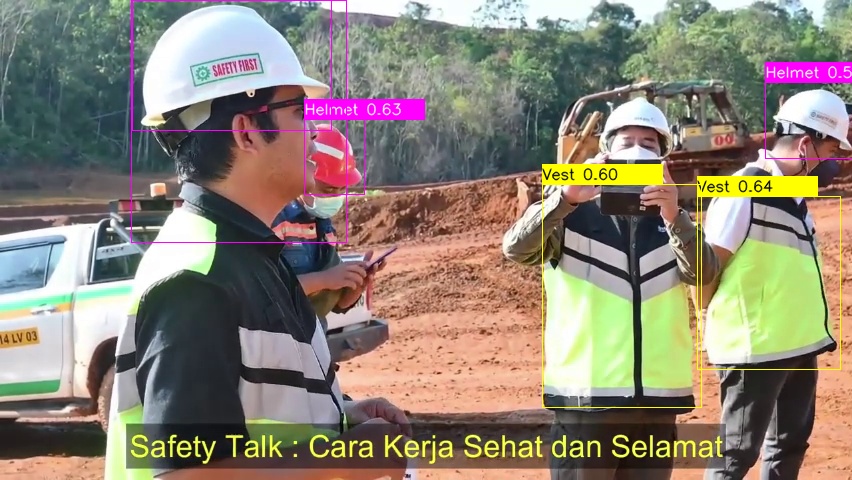 SAFETY FIRST
Helmet 0.63
Helmet 0.5
Vest 0.60
Vest 0.64
14 LV 03
Safety Talk : Cara Kerja Sehat dan Selamat